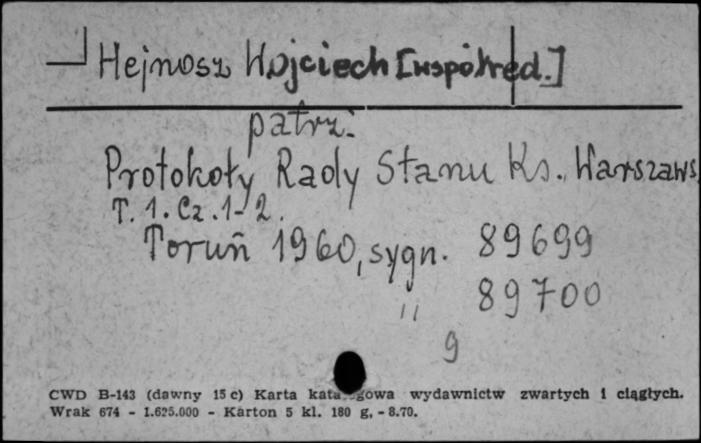 Hejnosz Wojciech [współred.]
patrz:
Protokoły Rady Stanu Ks. Warszaws.
T. 1. Cz. 1-2.
Toruń 1960, sygn. 89699
" 89700
9
CWD B-143 (dawny 15 c) Karta kata gowa wydawnictw zwartych i ciągłych.
Wrak 674 - 1.625.000 - Karton 5 kl. 180 g, - 8.70.